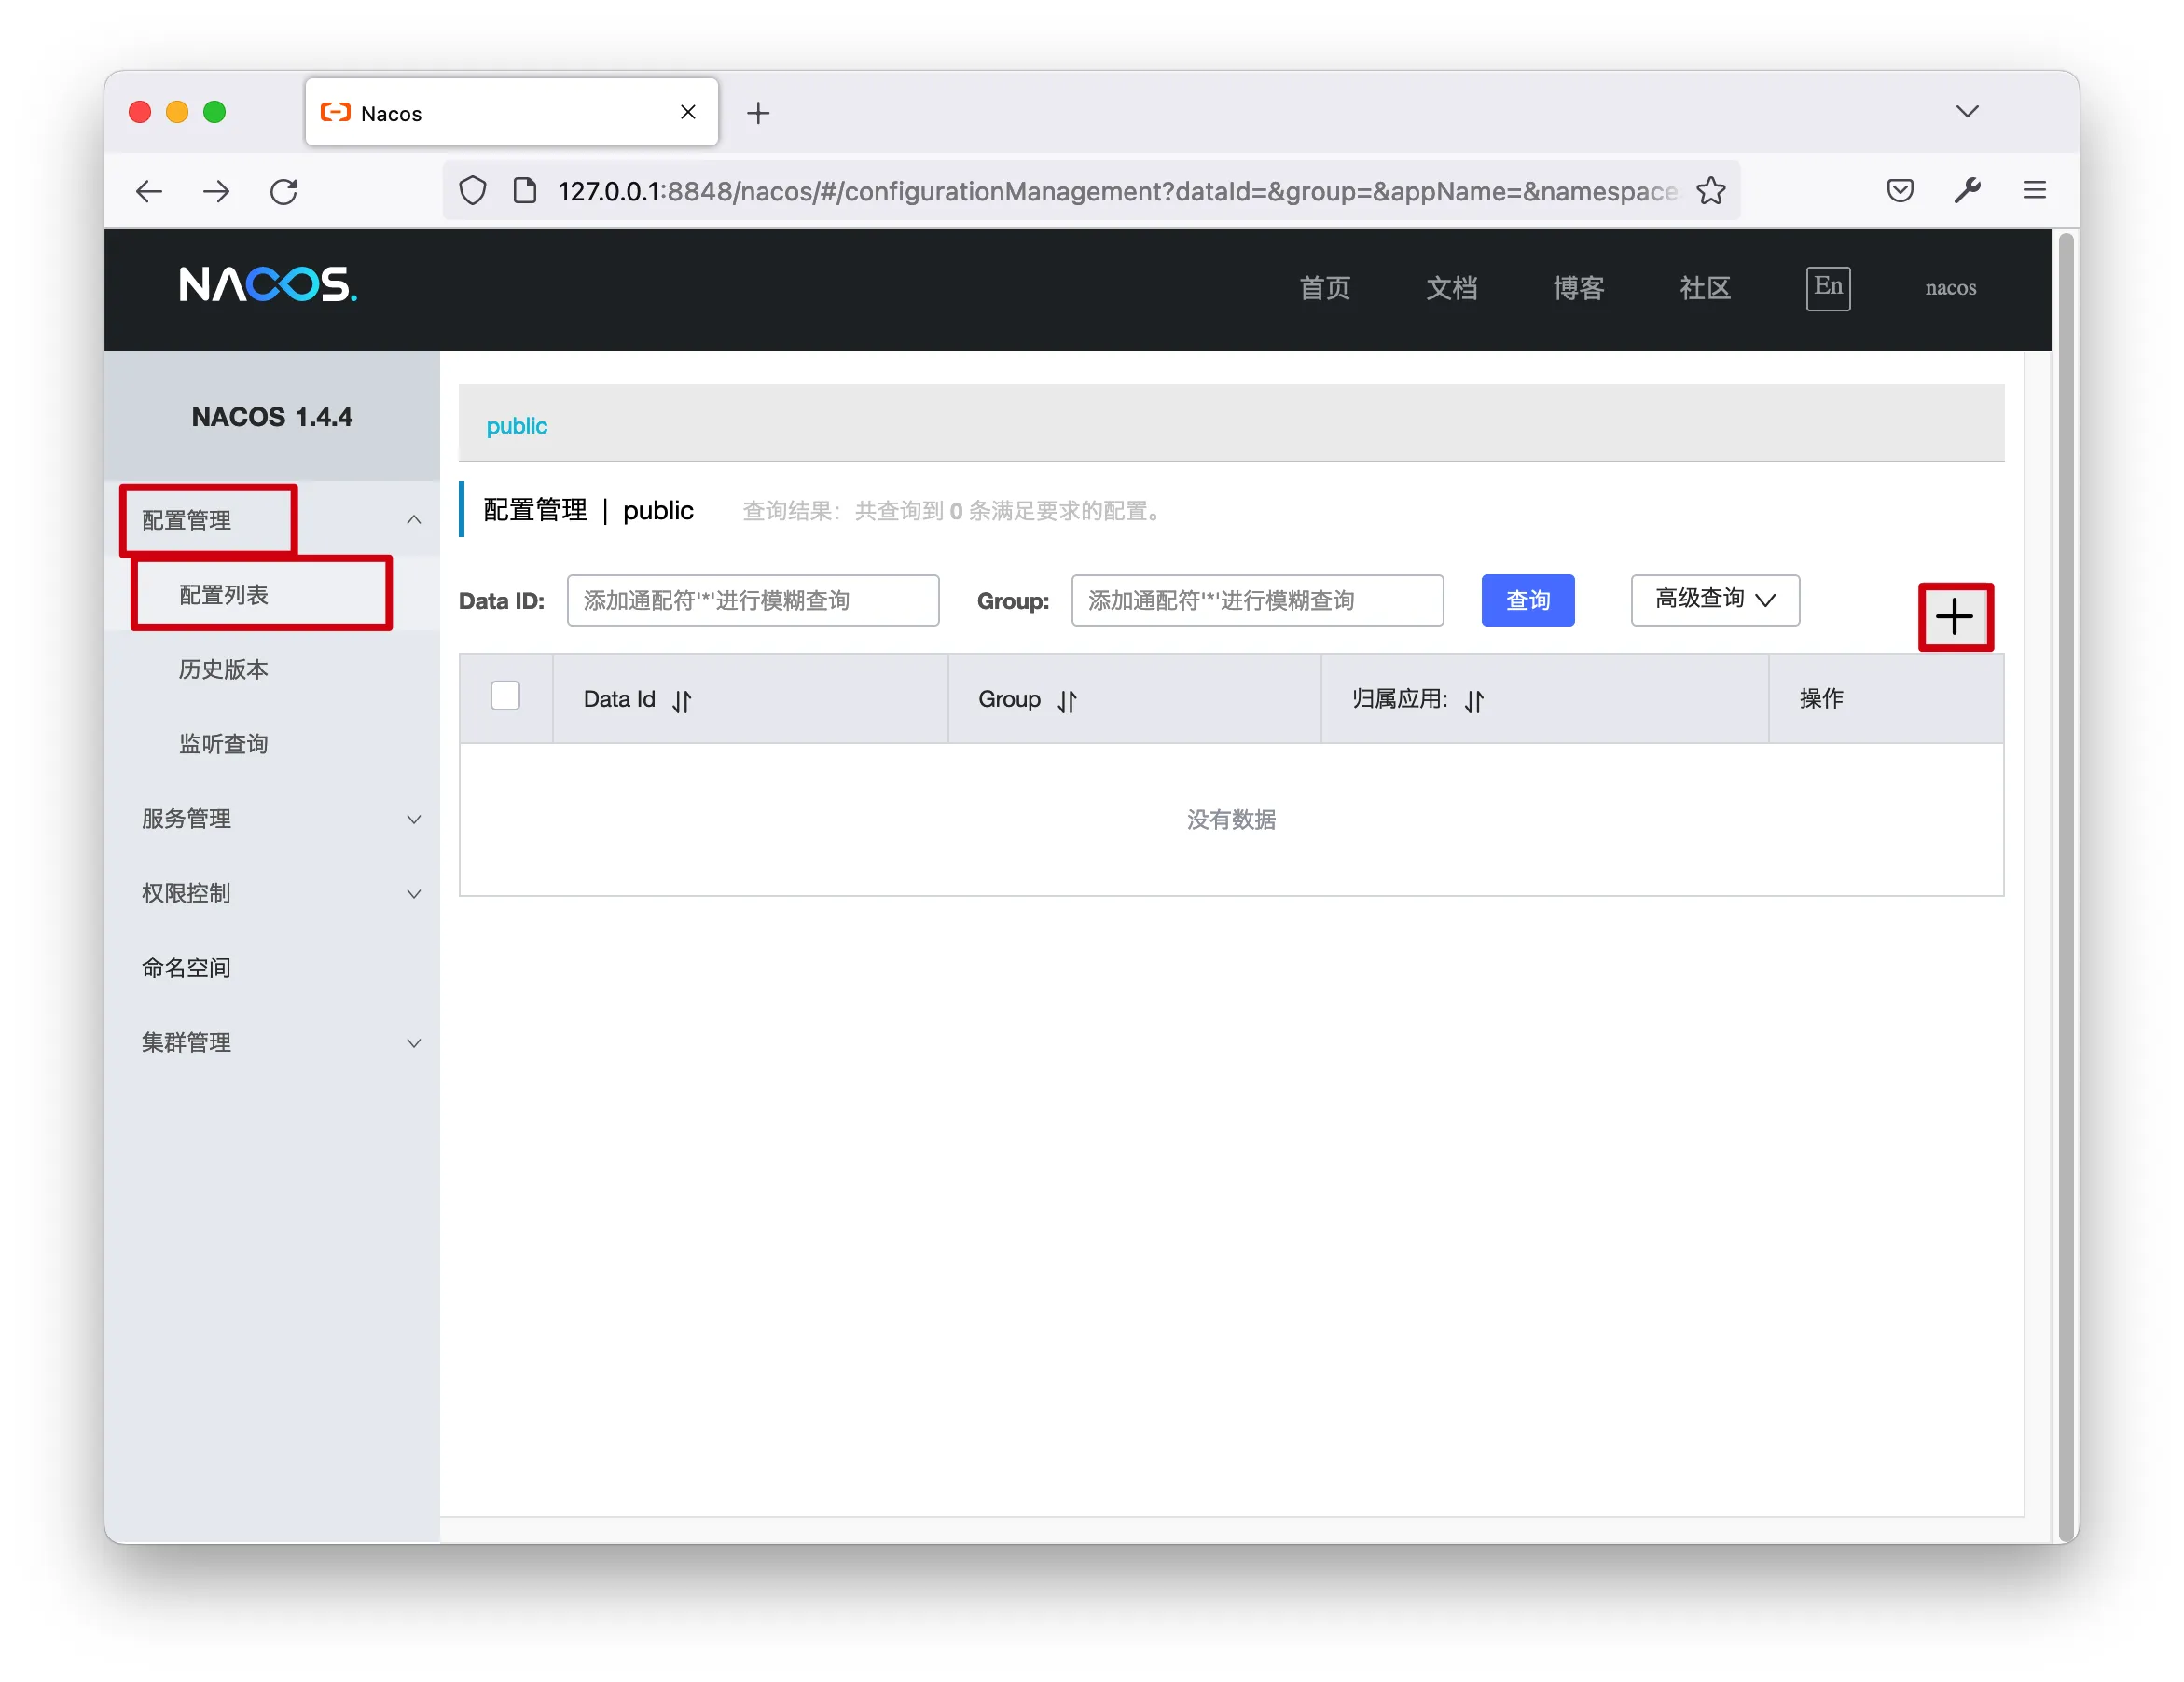 Nacos
127.0.0.1:8848/nacos/#/configurationManagement?dataId=&group=&appName=&namespace
NACOS.
首页 文档 博客 社区 En nacos
NACOS 1.4.4
配置管理
配置列表
历史版本
监听查询
服务管理
权限控制
命名空间
集群管理
public
配置管理 | public 查询结果：共查询到 0 条满足要求的配置。
Data ID: 添加通配符'*'进行模糊查询 Group: 添加通配符'*'进行模糊查询 查询 高级查询
Data Id Group 归属应用: 操作
没有数据